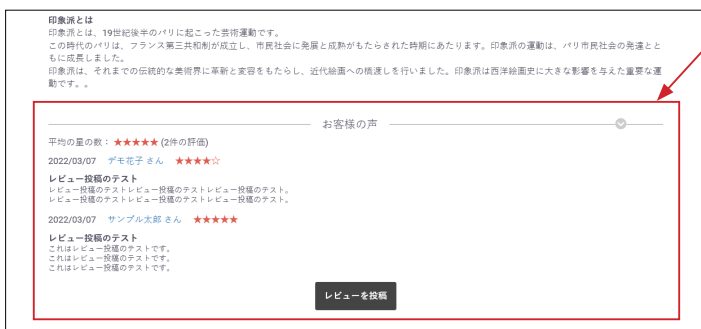 印象派とは
印象派とは、19世紀後半のパリに起こった芸術運動です。
この時代のパリは、フランス第三共和制が成立し、市民社会に発展と成熟がもたらされた時期にあたります。印象派の運動は、パリ市民社会の発達とと
もに成長しました。
印象派は、それまでの伝統的な美術界に革新と変容をもたらし、近代絵画への橋渡しを行いました。印象派は西洋絵画史に大きな影響を与えた重要な運
動です。。
お客様の声
平均の星の数： ★★★★★ (2件の評価)
2022/03/07 デモ花子 さん ★★★★☆
レビュー投稿のテスト
レビュー投稿のテストレビュー投稿のテストレビュー投稿のテスト。
レビュー投稿のテストレビュー投稿のテストレビュー投稿のテスト。
2022/03/07 サンプル太郎 さん ★★★★★
レビュー投稿のテスト
これはレビュー投稿のテストです。
これはレビュー投稿のテストです。
これはレビュー投稿のテストです。
レビューを投稿